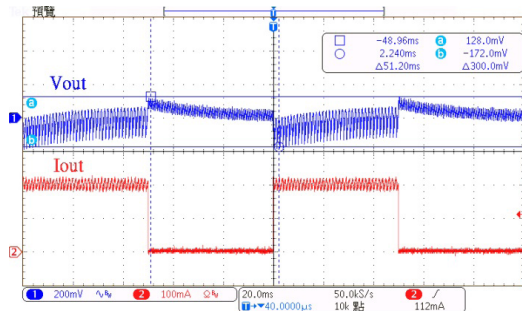 預覽
T
T
-48.96ms a 128.0mV
2.240ms b -172.0mV
Δ51.20ms Δ300.0mV
Vout
a
1
b
Iout
2
1 200mV 2 100mA 20.0ms 50.0kS/s 2
T→▼40.0000μs 10k 點 112mA